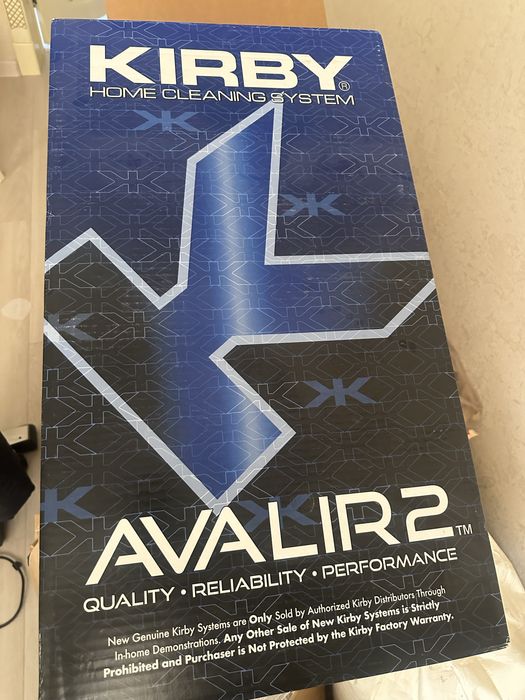 KIRBY®
HOME CLEANING SYSTEM
AVALIR 2™
QUALITY • RELIABILITY • PERFORMANCE
New Genuine Kirby Systems are Only Sold by Authorized Kirby Distributors Through
In-home Demonstrations. Any Other Sale of New Kirby Systems is Strictly
Prohibited and Purchaser is Not Protected by the Kirby Factory Warranty.